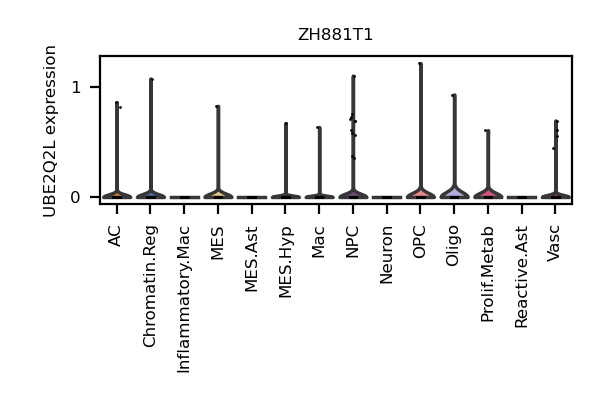 ZH881T1
UBE2Q2L expression
1
0
AC
Chromatin.Reg
Inflammatory.Mac
MES
MES.Ast
MES.Hyp
Mac
NPC
Neuron
OPC
Oligo
Prolif.Metab
Reactive.Ast
Vasc